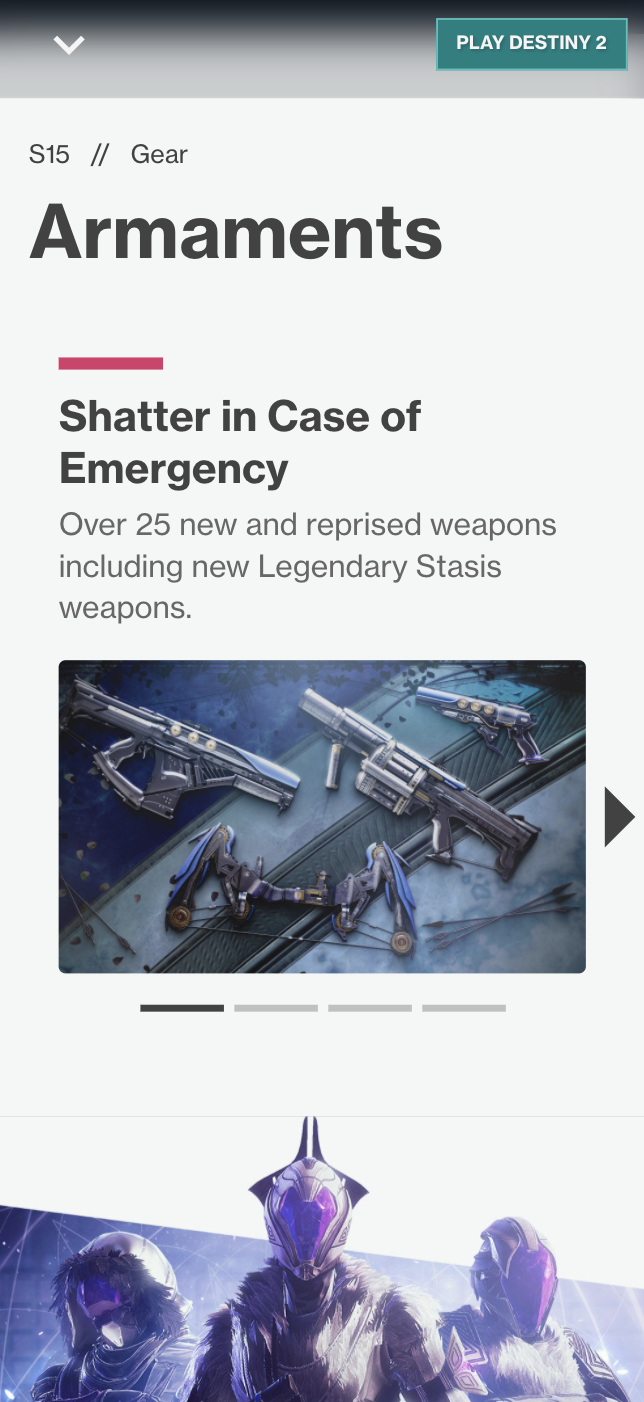 PLAY DESTINY 2
S15 // Gear
Armaments
Shatter in Case of
Emergency
Over 25 new and reprised weapons
including new Legendary Stasis
weapons.